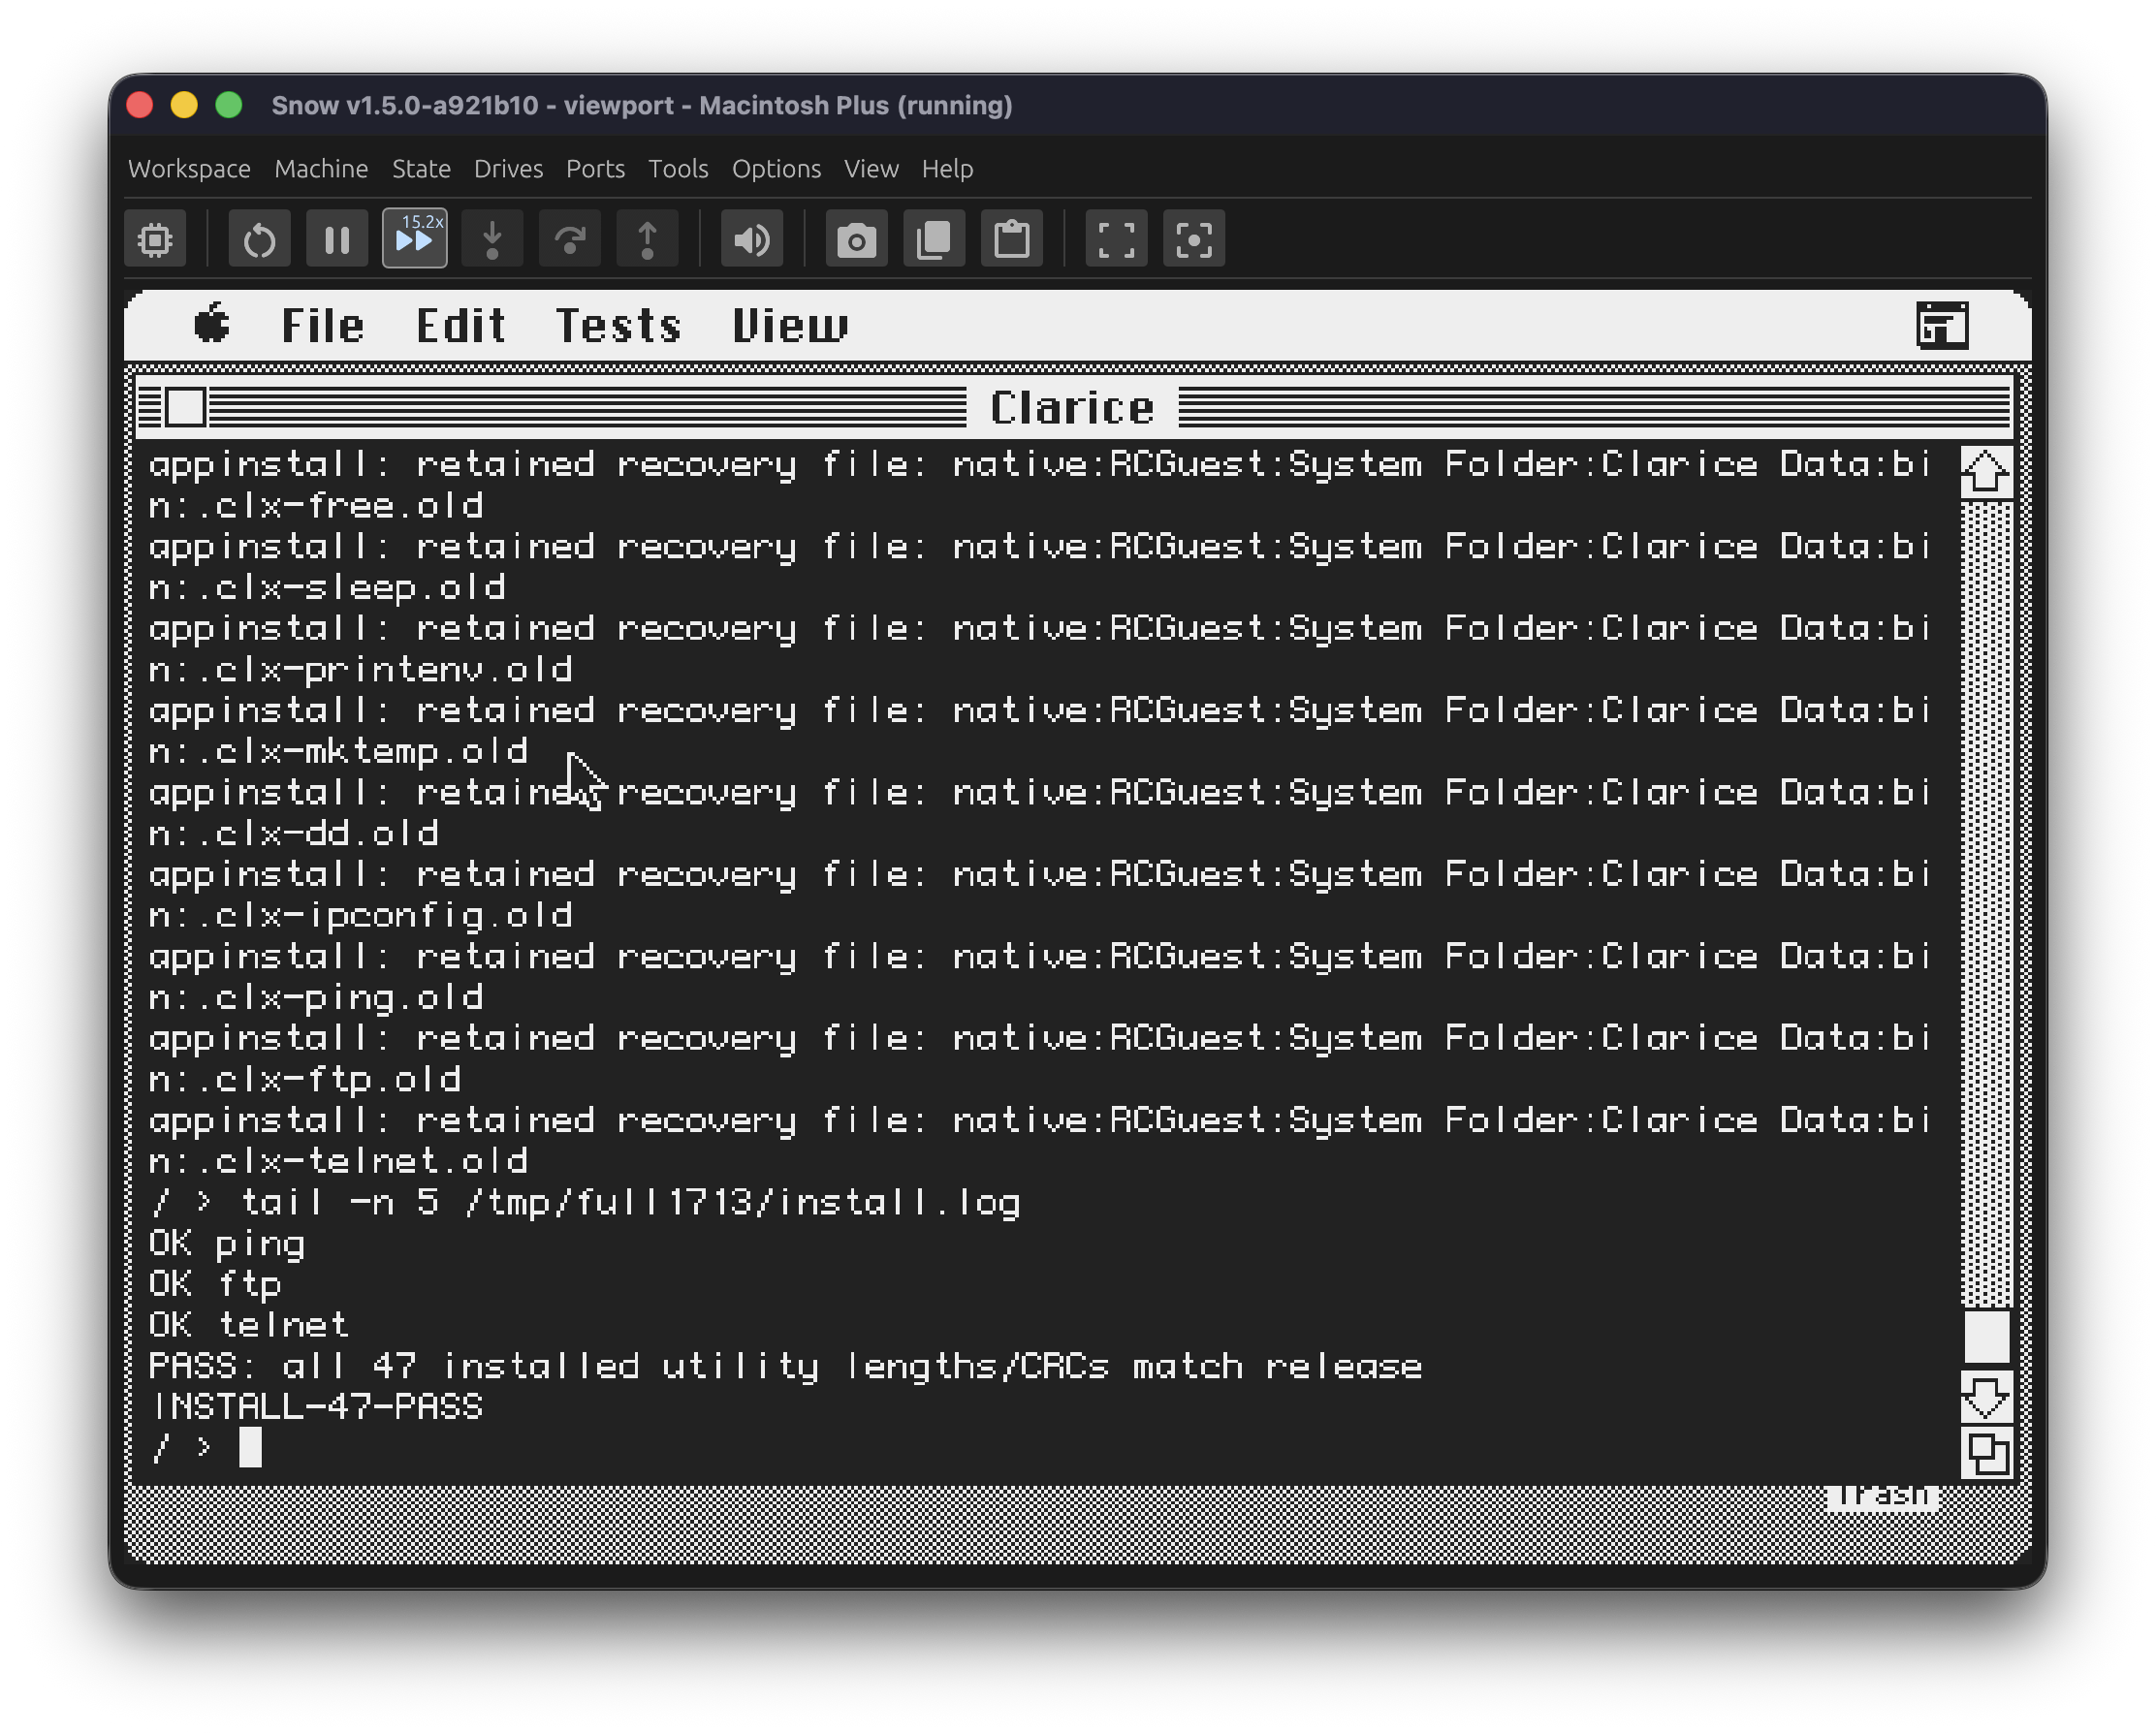 Snow v1.5.0-a921b10 - viewport - Macintosh Plus (running)
Workspace Machine State Drives Ports Tools Options View Help
15.2x
File Edit Tests View
Clarice
appinstall: retained recovery file: native:RCGuest:System Folder:Clarice Data:bi
n:.clx-free.old
appinstall: retained recovery file: native:RCGuest:System Folder:Clarice Data:bi
n:.clx-sleep.old
appinstall: retained recovery file: native:RCGuest:System Folder:Clarice Data:bi
n:.clx-printenv.old
appinstall: retained recovery file: native:RCGuest:System Folder:Clarice Data:bi
n:.clx-mktemp.old
appinstall: retained recovery file: native:RCGuest:System Folder:Clarice Data:bi
n:.clx-dd.old
appinstall: retained recovery file: native:RCGuest:System Folder:Clarice Data:bi
n:.clx-ipconfig.old
appinstall: retained recovery file: native:RCGuest:System Folder:Clarice Data:bi
n:.clx-ping.old
appinstall: retained recovery file: native:RCGuest:System Folder:Clarice Data:bi
n:.clx-ftp.old
appinstall: retained recovery file: native:RCGuest:System Folder:Clarice Data:bi
n:.clx-telnet.old
/ > tail -n 5 /tmp/full1713/install.log
OK ping
OK ftp
OK telnet
PASS: all 47 installed utility lengths/CRCs match release
INSTALL-47-PASS
/ >
Trash